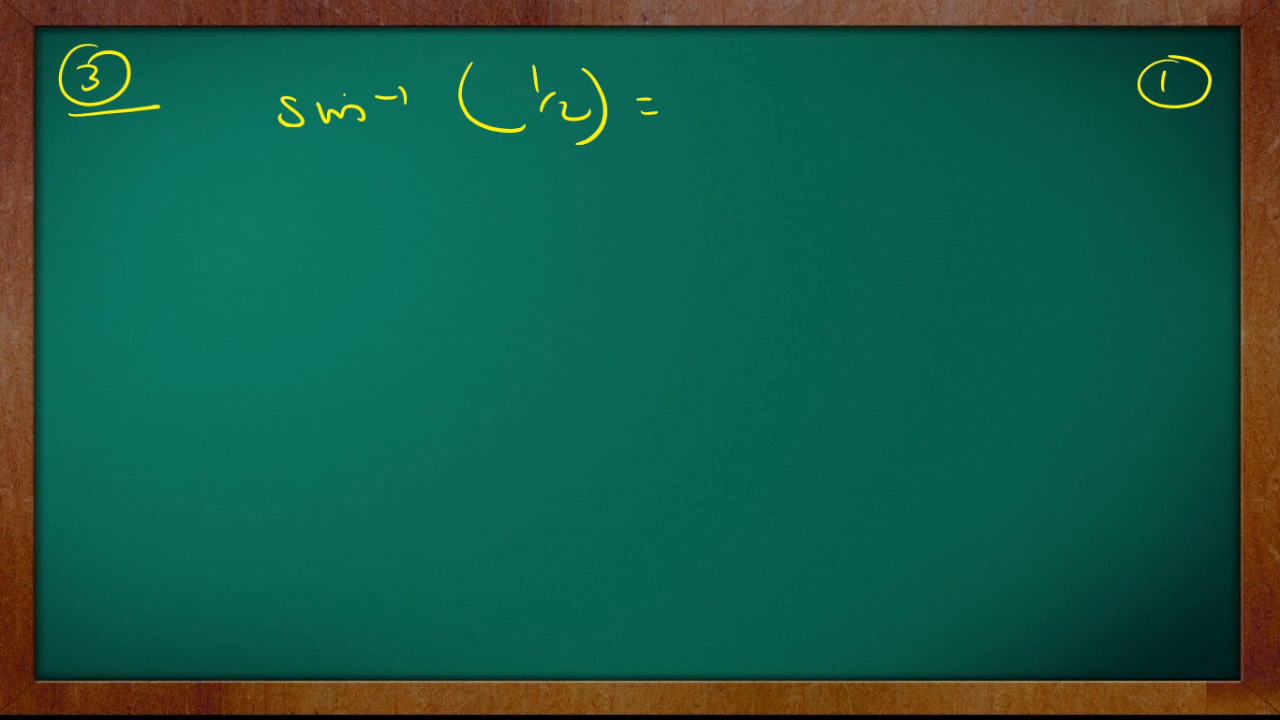 ③ sin⁻¹ (1/2) = ①